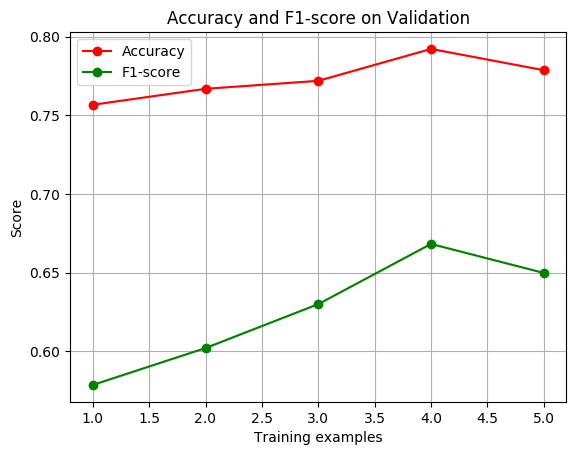 Accuracy and F1-score on Validation
Accuracy
F1-score
0.80
0.75
0.70
0.65
0.60
Score
1.0 1.5 2.0 2.5 3.0 3.5 4.0 4.5 5.0
Training examples